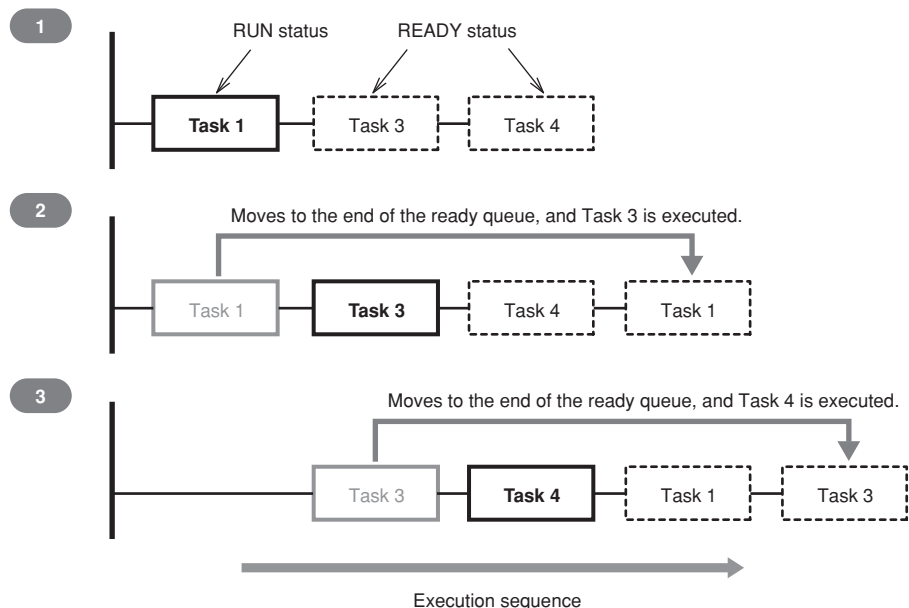 1
RUN status
READY status
Task 1
Task 3
Task 4
2
Moves to the end of the ready queue, and Task 3 is executed.
Task 1
Task 3
Task 4
Task 1
3
Moves to the end of the ready queue, and Task 4 is executed.
Task 3
Task 4
Task 1
Task 3
Execution sequence